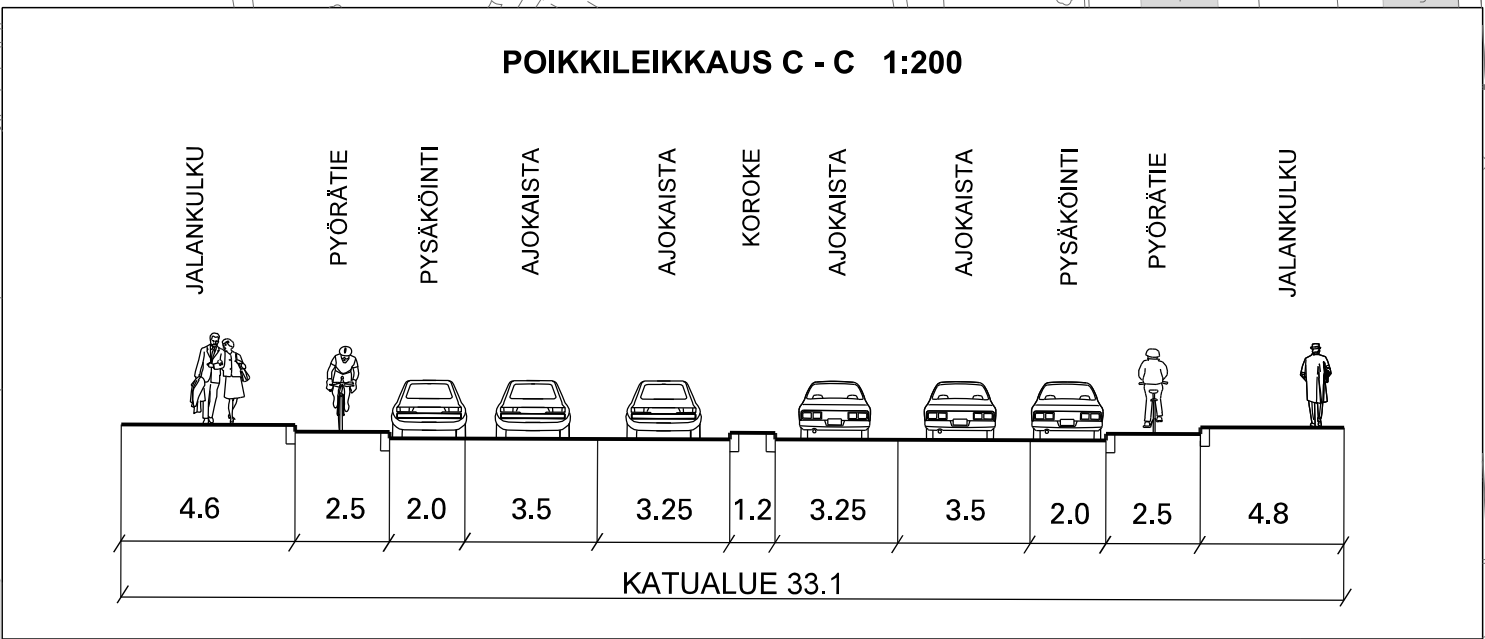 POIKKILEIKKAUS C - C 1:200
JALANKULKU
PYÖRÄTIE
PYSÄKÖINTI
AJOKAISTA
AJOKAISTA
KOROKE
AJOKAISTA
AJOKAISTA
PYSÄKÖINTI
PYÖRÄTIE
JALANKULKU
4.6 2.5 2.0 3.5 3.25 1.2 3.25 3.5 2.0 2.5 4.8
KATUALUE 33.1